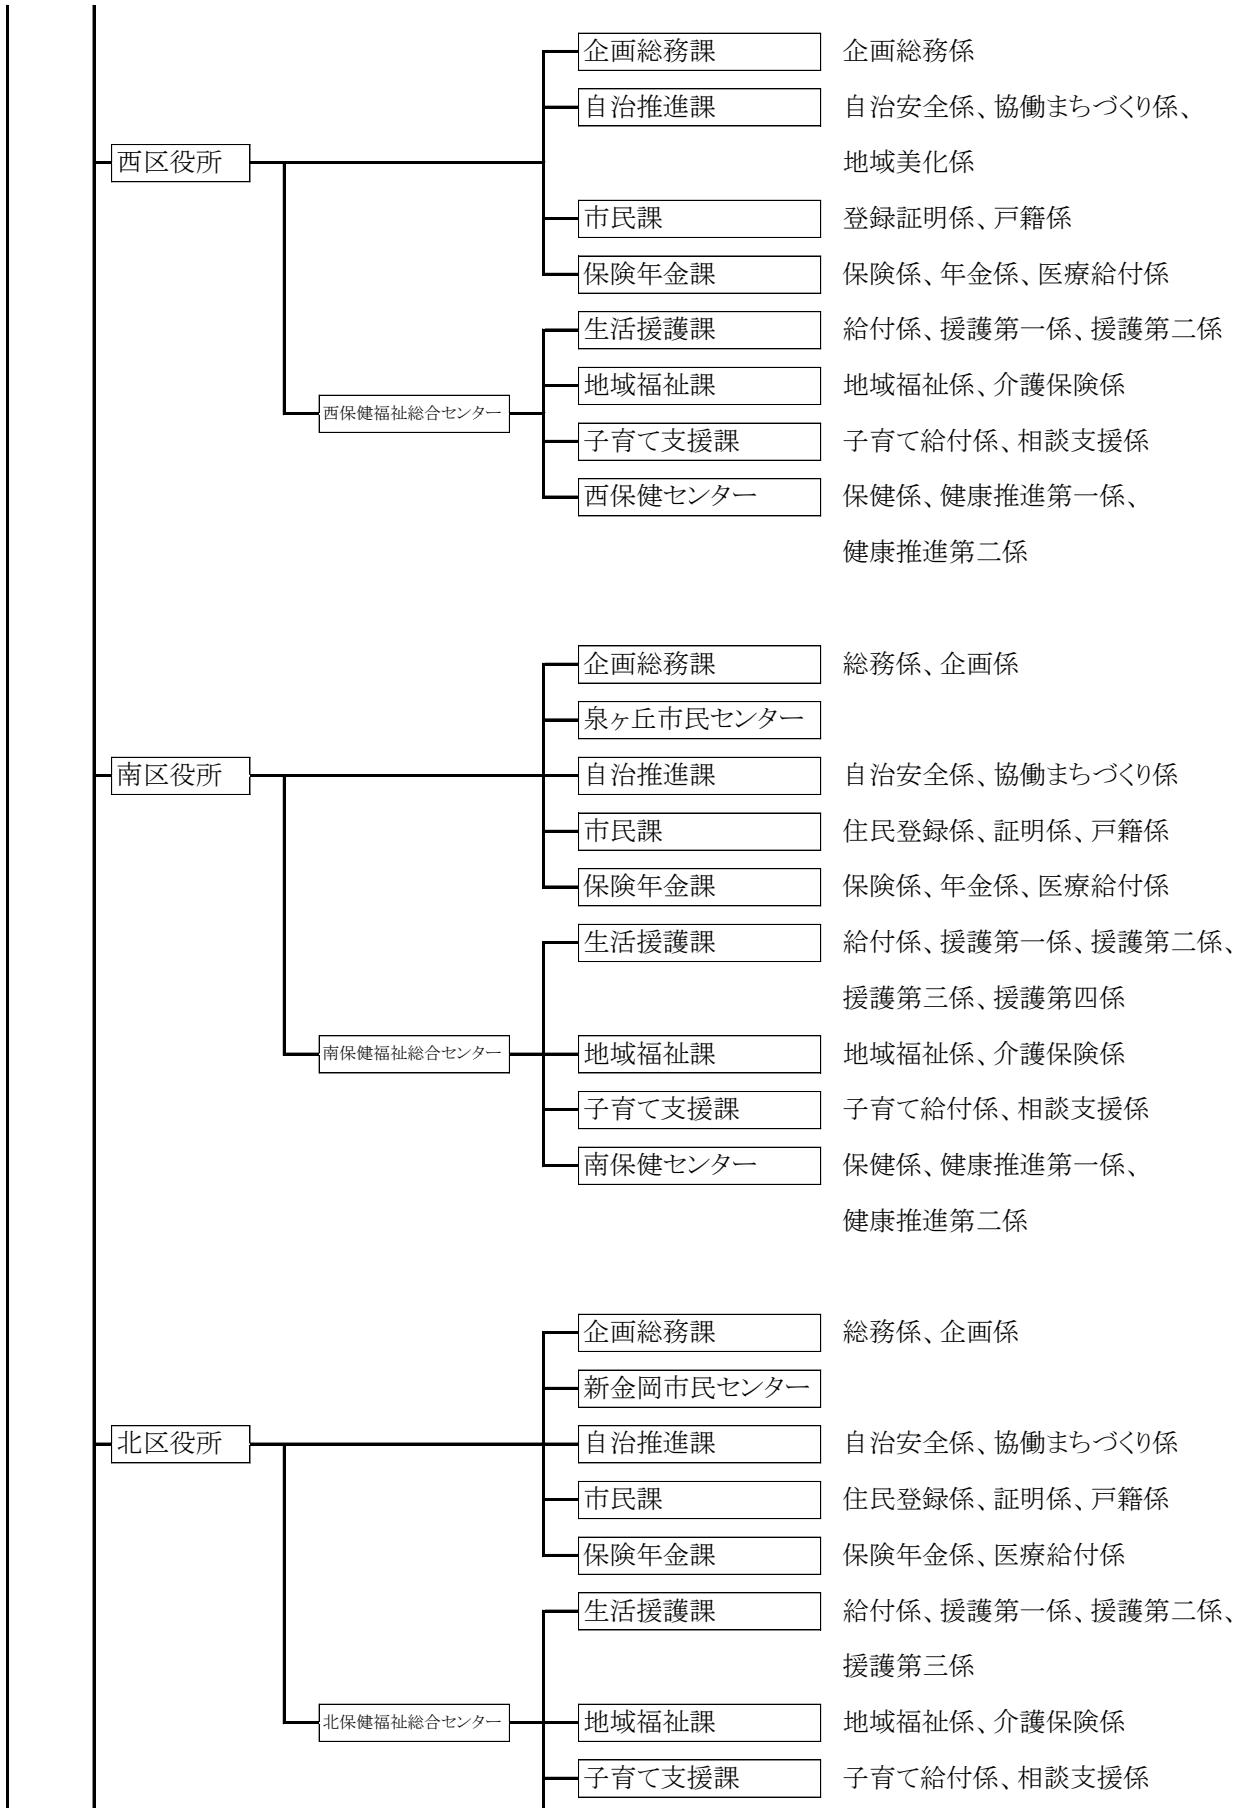 企画総務課 企画総務係
自治推進課 自治安全係、協働まちづくり係、
西区役所 地域美化係
市民課 登録証明係、戸籍係
保険年金課 保険係、年金係、医療給付係
生活援護課 給付係、援護第一係、援護第二係
地域福祉課 地域福祉係、介護保険係
西保健福祉総合センター
子育て支援課 子育て給付係、相談支援係
西保健センター 保健係、健康推進第一係、
健康推進第二係
企画総務課 総務係、企画係
泉ヶ丘市民センター
南区役所 自治推進課 自治安全係、協働まちづくり係
市民課 住民登録係、証明係、戸籍係
保険年金課 保険係、年金係、医療給付係
生活援護課 給付係、援護第一係、援護第二係、
援護第三係、援護第四係
南保健福祉総合センター 地域福祉課 地域福祉係、介護保険係
子育て支援課 子育て給付係、相談支援係
南保健センター 保健係、健康推進第一係、
健康推進第二係
企画総務課 総務係、企画係
新金岡市民センター
北区役所 自治推進課 自治安全係、協働まちづくり係
市民課 住民登録係、証明係、戸籍係
保険年金課 保険年金係、医療給付係
生活援護課 給付係、援護第一係、援護第二係、
援護第三係
北保健福祉総合センター 地域福祉課 地域福祉係、介護保険係
子育て支援課 子育て給付係、相談支援係